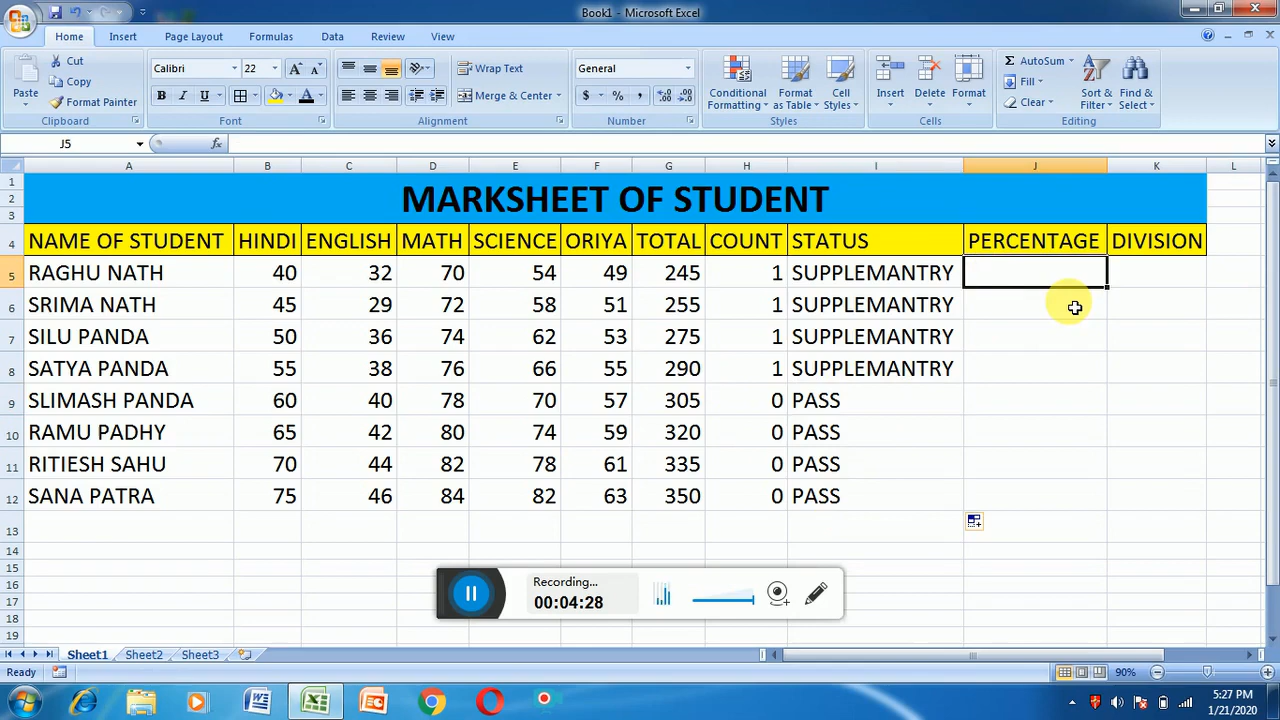 Book1 - Microsoft Excel
Home Insert Page Layout Formulas Data Review View
Cut
Copy
Format Painter
Paste
Clipboard
Calibri 22
Font
Wrap Text
Merge & Center
Alignment
General
$ % ,
Number
Conditional Formatting
Format as Table
Cell Styles
Styles
Insert Delete Format
Cells
Σ AutoSum
Fill
Clear
Sort & Filter
Find & Select
Editing
J5 fx
A B C D E F G H I J K L
1
2 MARKSHEET OF STUDENT
3
4 NAME OF STUDENT HINDI ENGLISH MATH SCIENCE ORIYA TOTAL COUNT STATUS PERCENTAGE DIVISION
5 RAGHU NATH 40 32 70 54 49 245 1 SUPPLEMANTRY
6 SRIMA NATH 45 29 72 58 51 255 1 SUPPLEMANTRY
7 SILU PANDA 50 36 74 62 53 275 1 SUPPLEMANTRY
8 SATYA PANDA 55 38 76 66 55 290 1 SUPPLEMANTRY
9 SLIMASH PANDA 60 40 78 70 57 305 0 PASS
10 RAMU PADHY 65 42 80 74 59 320 0 PASS
11 RITIESH SAHU 70 44 82 78 61 335 0 PASS
12 SANA PATRA 75 46 84 82 63 350 0 PASS
13
14
15
16
17
18
19
Recording...
00:04:28
Sheet1 Sheet2 Sheet3
Ready 90%
5:27 PM
1/21/2020